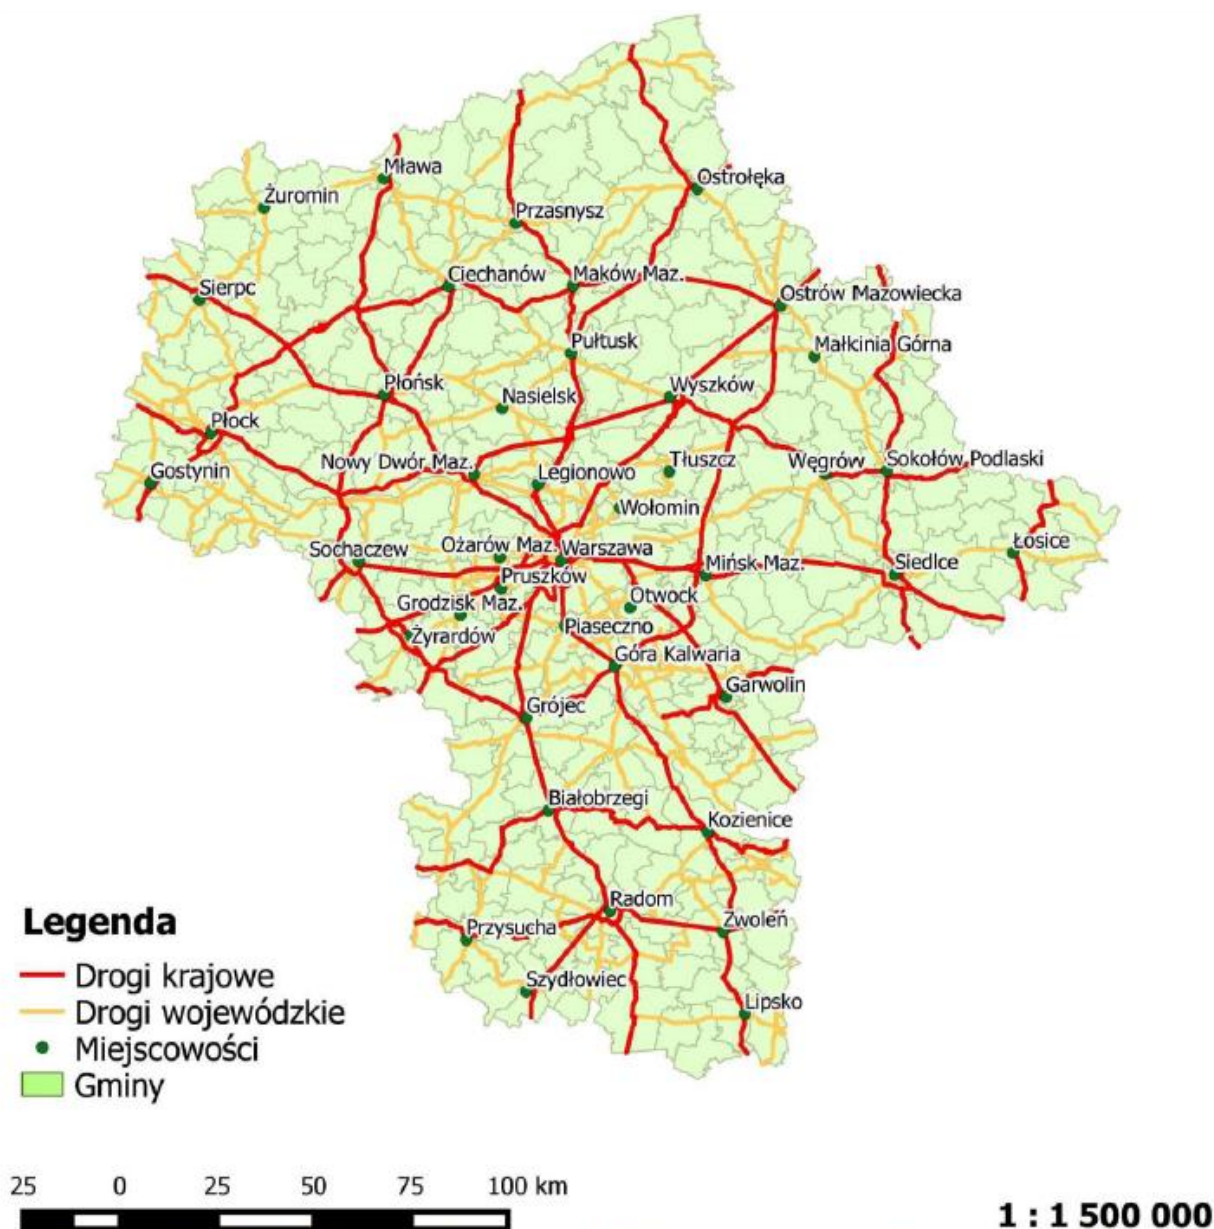 Mława
Żuromin
Ostrołęka
Przasnysz
Ciechanów
Maków Maz.
Sierpc
Ostrów Mazowiecka
Pułtusk
Małkinia Górna
Płońsk
Nasielsk
Wyszków
Płock
Gostynin
Nowy Dwór Maz.
Legionowo
Tłuszcz
Węgrów
Sokołów Podlaski
Wołomin
Sochaczew
Ożarów Maz.
Warszawa
Mińsk Maz.
Siedlce
Łosice
Pruszków
Otwock
Grodzisk Maz.
Żyrardów
Piaseczno
Góra Kalwaria
Garwolin
Grójec
Białobrzegi
Kozienice
Radom
Przysucha
Zwoleń
Szydłowiec
Lipsko
Legenda
Drogi krajowe
Drogi wojewódzkie
Miejscowości
Gminy
25 0 25 50 75 100 km
1 : 1 500 000